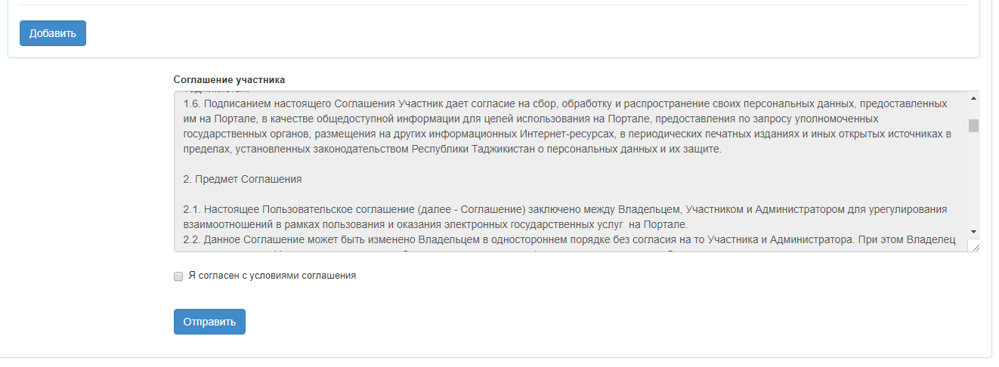 Добавить
Соглашение участника
1.6. Подписанием настоящего Соглашения Участник дает согласие на сбор, обработку и распространение своих персональных данных, предоставленных
им на Портале, в качестве общедоступной информации для целей использования на Портале, предоставления по запросу уполномоченных
государственных органов, размещения на других информационных Интернет-ресурсах, в периодических печатных изданиях и иных открытых источниках в
пределах, установленных законодательством Республики Таджикистан о персональных данных и их защите.
2. Предмет Соглашения
2.1. Настоящее Пользовательское соглашение (далее - Соглашение) заключено между Владельцем, Участником и Администратором для урегулирования
взаимоотношений в рамках пользования и оказания электронных государственных услуг  на Портале.
2.2. Данное Соглашение может быть изменено Владельцем в одностороннем порядке без согласия на то Участника и Администратора. При этом Владелец
Я согласен с условиями соглашения
Отправить